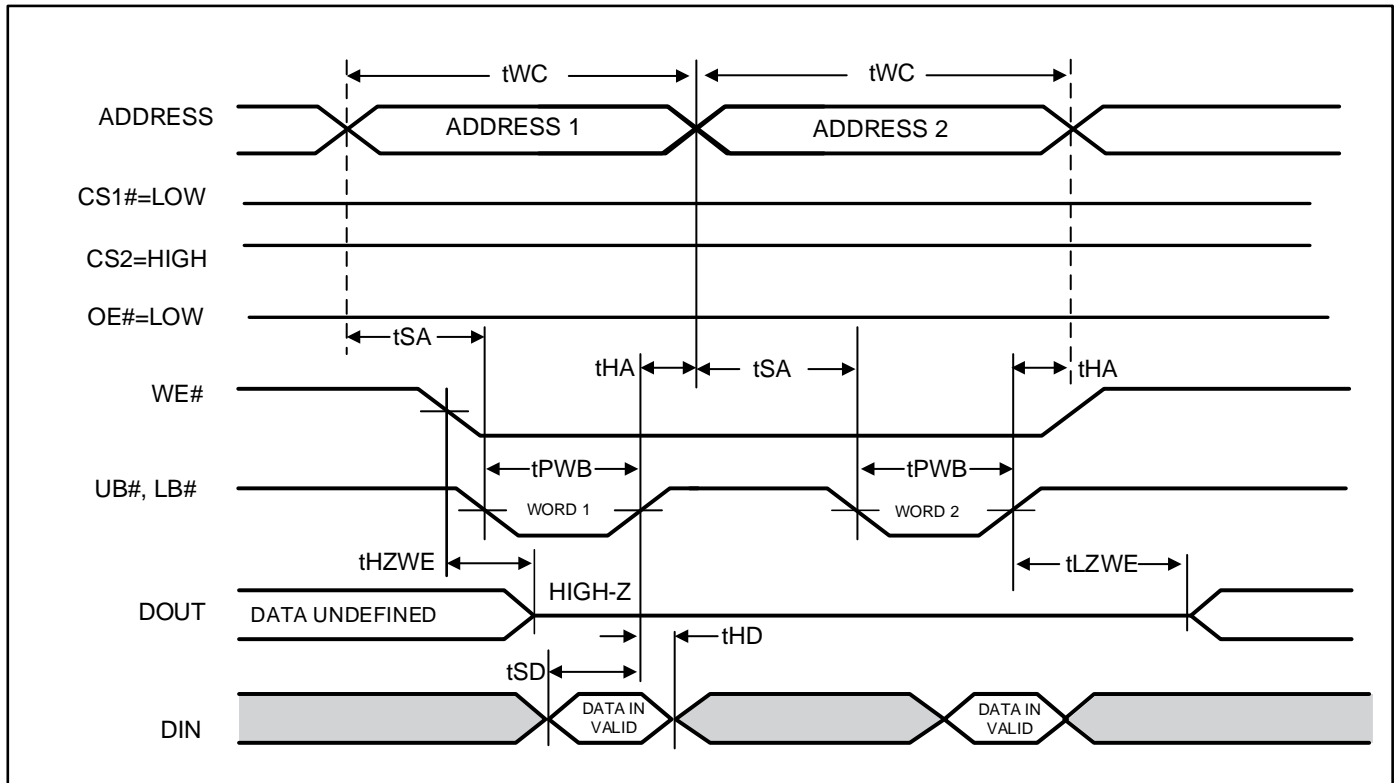 tWC
tWC
ADDRESS
ADDRESS 1
ADDRESS 2
CS1#=LOW
CS2=HIGH
OE#=LOW
tSA
tHA
tSA
tHA
WE#
tPWB
tPWB
UB#, LB#
WORD 1
WORD 2
tHZWE
tLZWE
HIGH-Z
DOUT
DATA UNDEFINED
tHD
tSD
DIN
DATA IN
VALID
DATA IN
VALID